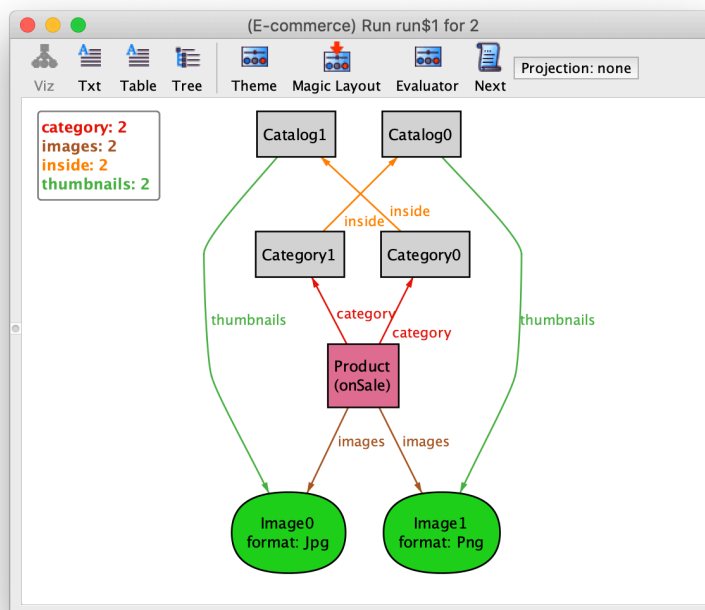 (E-commerce) Run run$1 for 2
Viz
Txt
Table
Tree
Theme
Magic Layout
Evaluator
Next
Projection: none
category: 2
images: 2
inside: 2
thumbnails: 2
Catalog1
Catalog0
inside
inside
Category1
Category0
thumbnails
category
category
thumbnails
Product
(onSale)
images
images
Image0
format: Jpg
Image1
format: Png